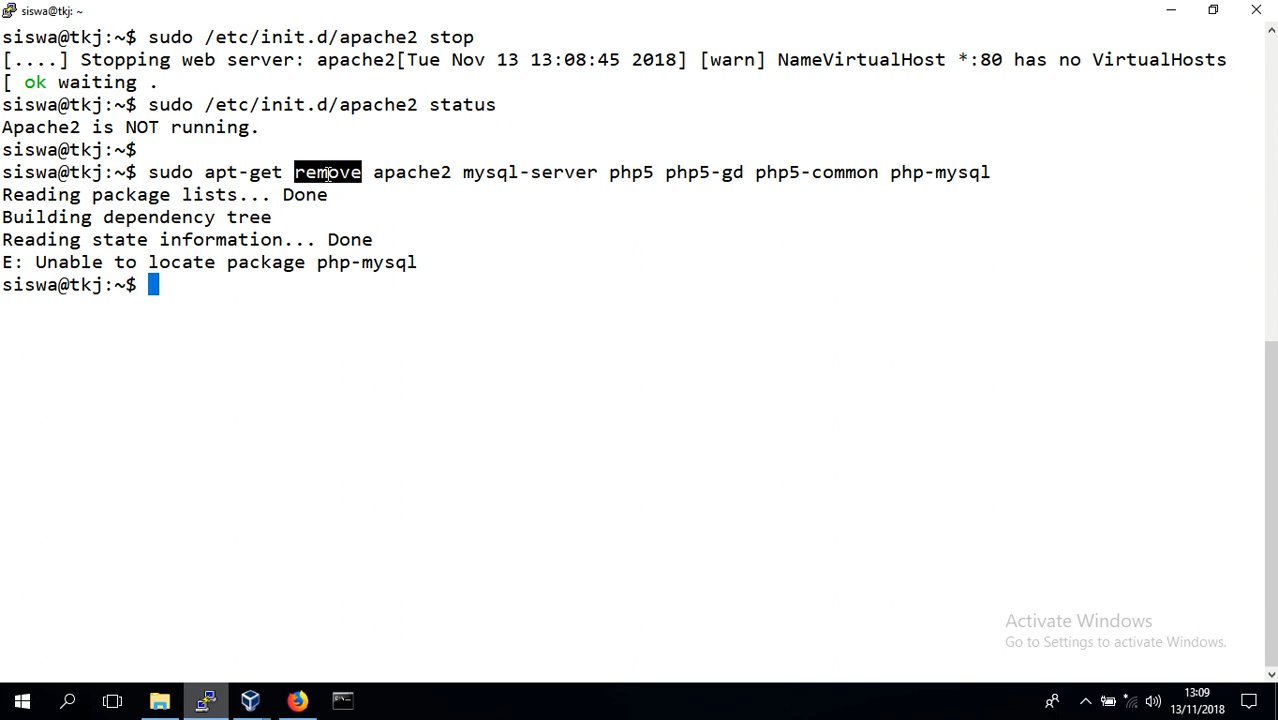 siswa@tkj: ~
siswa@tkj:~$ sudo /etc/init.d/apache2 stop
[....] Stopping web server: apache2[Tue Nov 13 13:08:45 2018] [warn] NameVirtualHost *:80 has no VirtualHosts
[ ok waiting .
siswa@tkj:~$ sudo /etc/init.d/apache2 status
Apache2 is NOT running.
siswa@tkj:~$
siswa@tkj:~$ sudo apt-get remove apache2 mysql-server php5 php5-gd php5-common php-mysql
Reading package lists... Done
Building dependency tree
Reading state information... Done
E: Unable to locate package php-mysql
siswa@tkj:~$
Activate Windows
Go to Settings to activate Windows.
13:09
13/11/2018